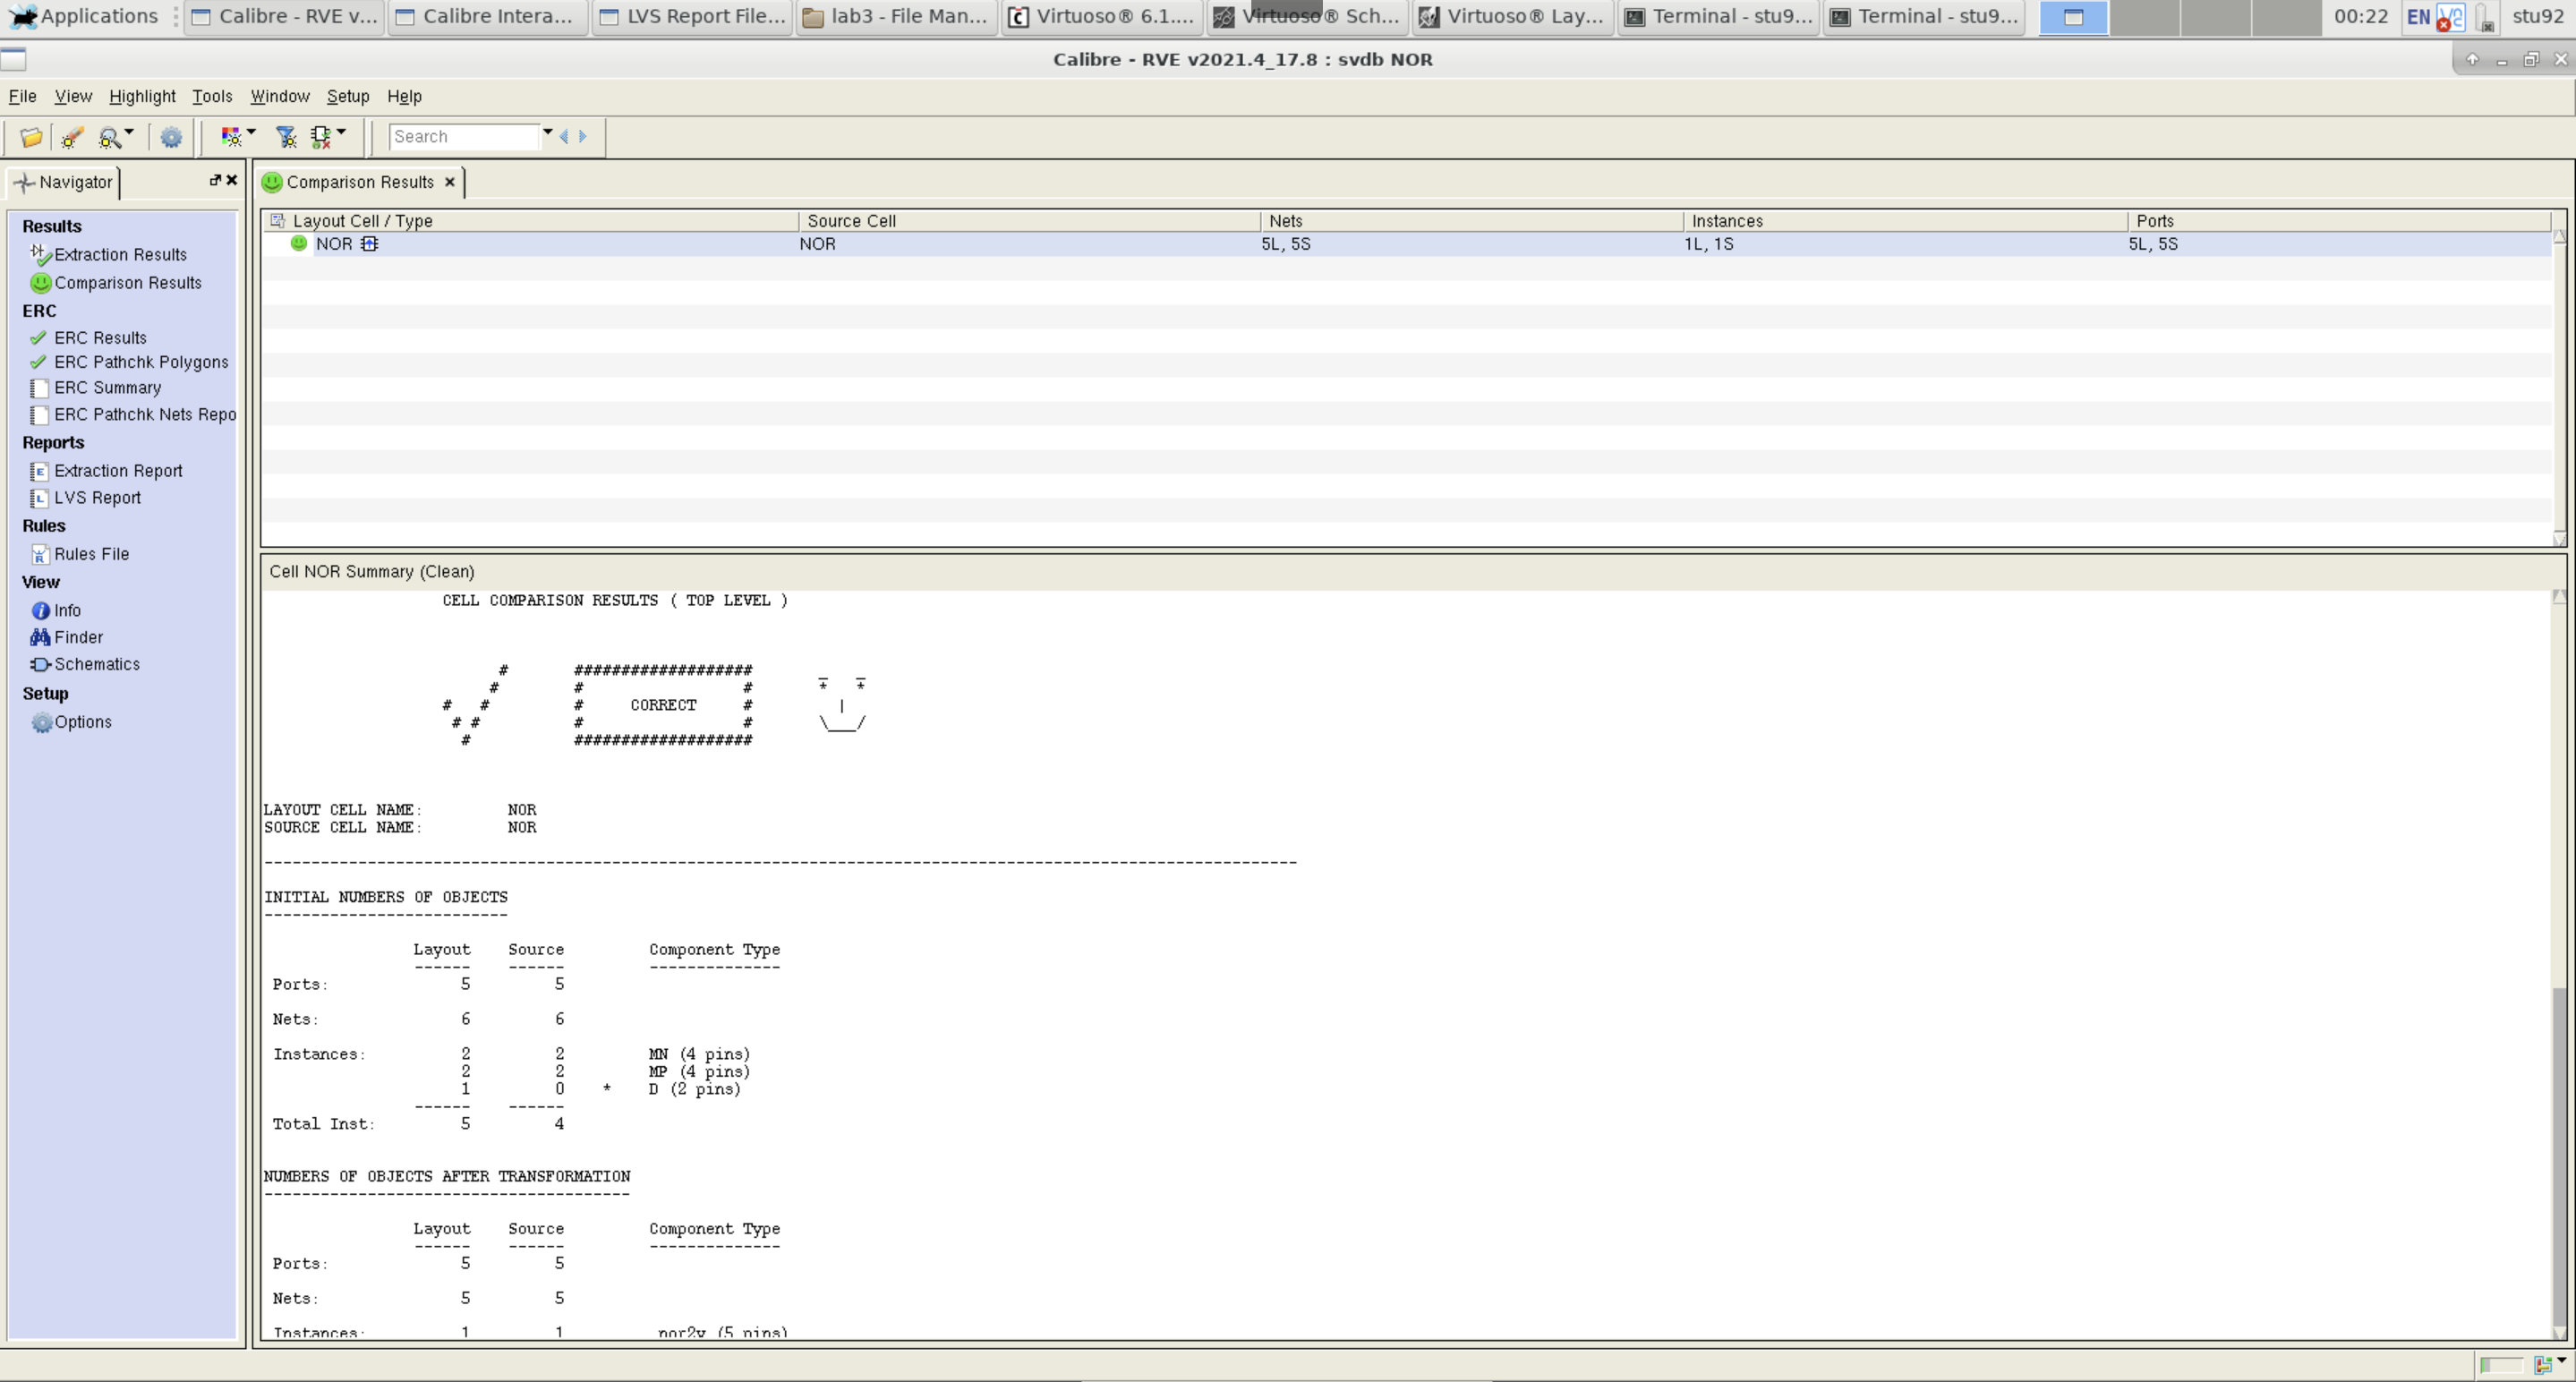 Applications
Calibre - RVE v...
Calibre Intera...
LVS Report File...
lab3 - File Man...
Virtuoso® 6.1....
Virtuoso® Sch...
Virtuoso® Lay...
Terminal - stu9...
Terminal - stu9...
00:22
EN
stu92
Calibre - RVE v2021.4_17.8 : svdb NOR
File View Highlight Tools Window Setup Help
Search
Navigator
Results
Extraction Results
Comparison Results
ERC
ERC Results
ERC Pathchk Polygons
ERC Summary
ERC Pathchk Nets Repo
Reports
Extraction Report
LVS Report
Rules
Rules File
View
Info
Finder
Schematics
Setup
Options
Comparison Results
Layout Cell / Type Source Cell Nets Instances Ports
NOR NOR 5L, 5S 1L, 1S 5L, 5S
Cell NOR Summary (Clean)
CELL COMPARISON RESULTS ( TOP LEVEL )
# ###################
# # #
# # # CORRECT #
# # # #
# ###################
LAYOUT CELL NAME: NOR
SOURCE CELL NAME: NOR
INITIAL NUMBERS OF OBJECTS
Layout Source Component Type
Ports: 5 5
Nets: 6 6
Instances: 2 2 MN (4 pins)
2 2 MP (4 pins)
1 0 * D (2 pins)
Total Inst: 5 4
NUMBERS OF OBJECTS AFTER TRANSFORMATION
Layout Source Component Type
Ports: 5 5
Nets: 5 5
Instances: 1 1 nor2v (5 pins)